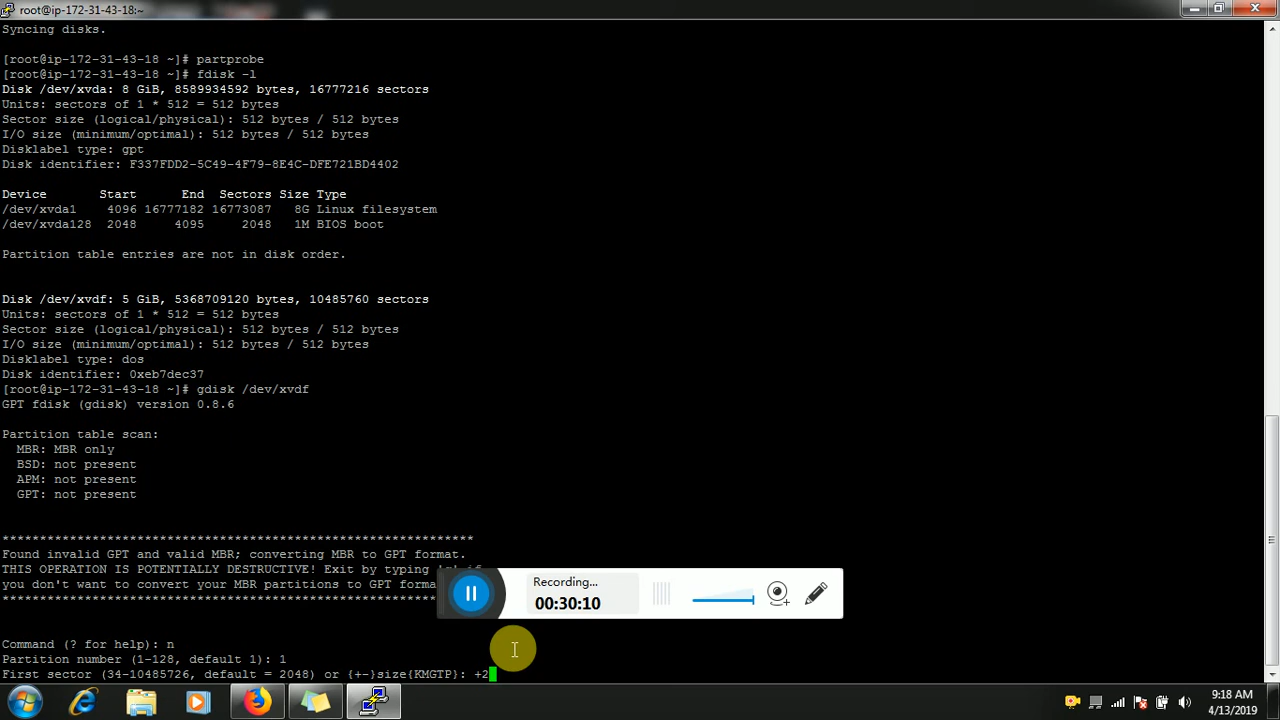 root@ip-172-31-43-18:~
Syncing disks.
[root@ip-172-31-43-18 ~]# partprobe
[root@ip-172-31-43-18 ~]# fdisk -l
Disk /dev/xvda: 8 GiB, 8589934592 bytes, 16777216 sectors
Units: sectors of 1 * 512 = 512 bytes
Sector size (logical/physical): 512 bytes / 512 bytes
I/O size (minimum/optimal): 512 bytes / 512 bytes
Disklabel type: gpt
Disk identifier: F337FDD2-5C49-4F79-8E4C-DFE721BD4402
Device Start End Sectors Size Type
/dev/xvda1 4096 16777182 16773087 8G Linux filesystem
/dev/xvda128 2048 4095 2048 1M BIOS boot
Partition table entries are not in disk order.
Disk /dev/xvdf: 5 GiB, 5368709120 bytes, 10485760 sectors
Units: sectors of 1 * 512 = 512 bytes
Sector size (logical/physical): 512 bytes / 512 bytes
I/O size (minimum/optimal): 512 bytes / 512 bytes
Disklabel type: dos
Disk identifier: 0xeb7dec37
[root@ip-172-31-43-18 ~]# gdisk /dev/xvdf
GPT fdisk (gdisk) version 0.8.6
Partition table scan:
MBR: MBR only
BSD: not present
APM: not present
GPT: not present
***************************************************************
Found invalid GPT and valid MBR; converting MBR to GPT format.
THIS OPERATION IS POTENTIALLY DESTRUCTIVE! Exit by typing
you don't want to convert your MBR partitions to GPT forma
**********************************************************
Recording...
00:30:10
Command (? for help): n
Partition number (1-128, default 1): 1
First sector (34-10485726, default = 2048) or {+-}size{KMGTP}: +2
9:18 AM
4/13/2019